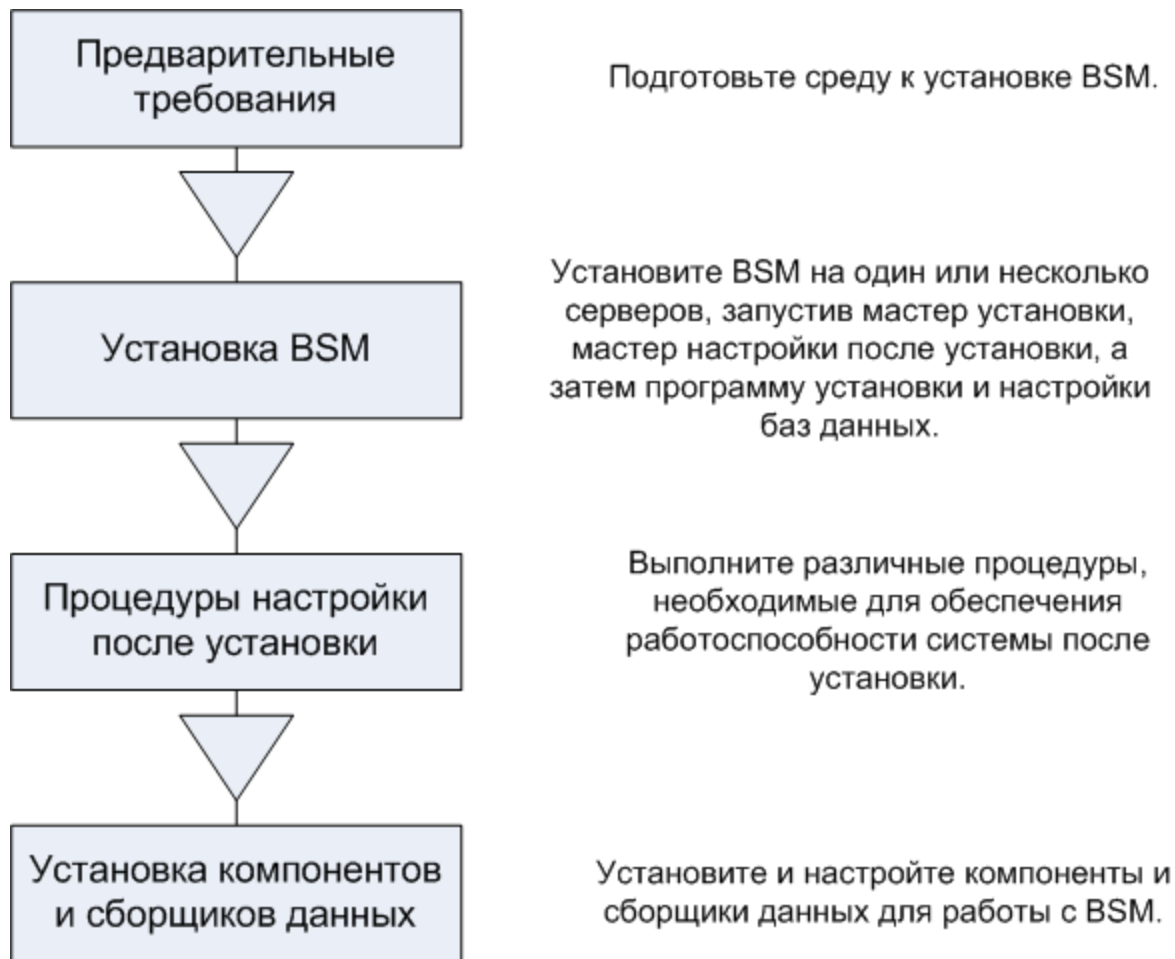 Предварительные
требования
Подготовьте среду к установке BSM.
Установка BSM
Установите BSM на один или несколько
серверов, запустив мастер установки,
мастер настройки после установки, а
затем программу установки и настройки
баз данных.
Процедуры настройки
после установки
Выполните различные процедуры,
необходимые для обеспечения
работоспособности системы после
установки.
Установка компонентов
и сборщиков данных
Установите и настройте компоненты и
сборщики данных для работы с BSM.